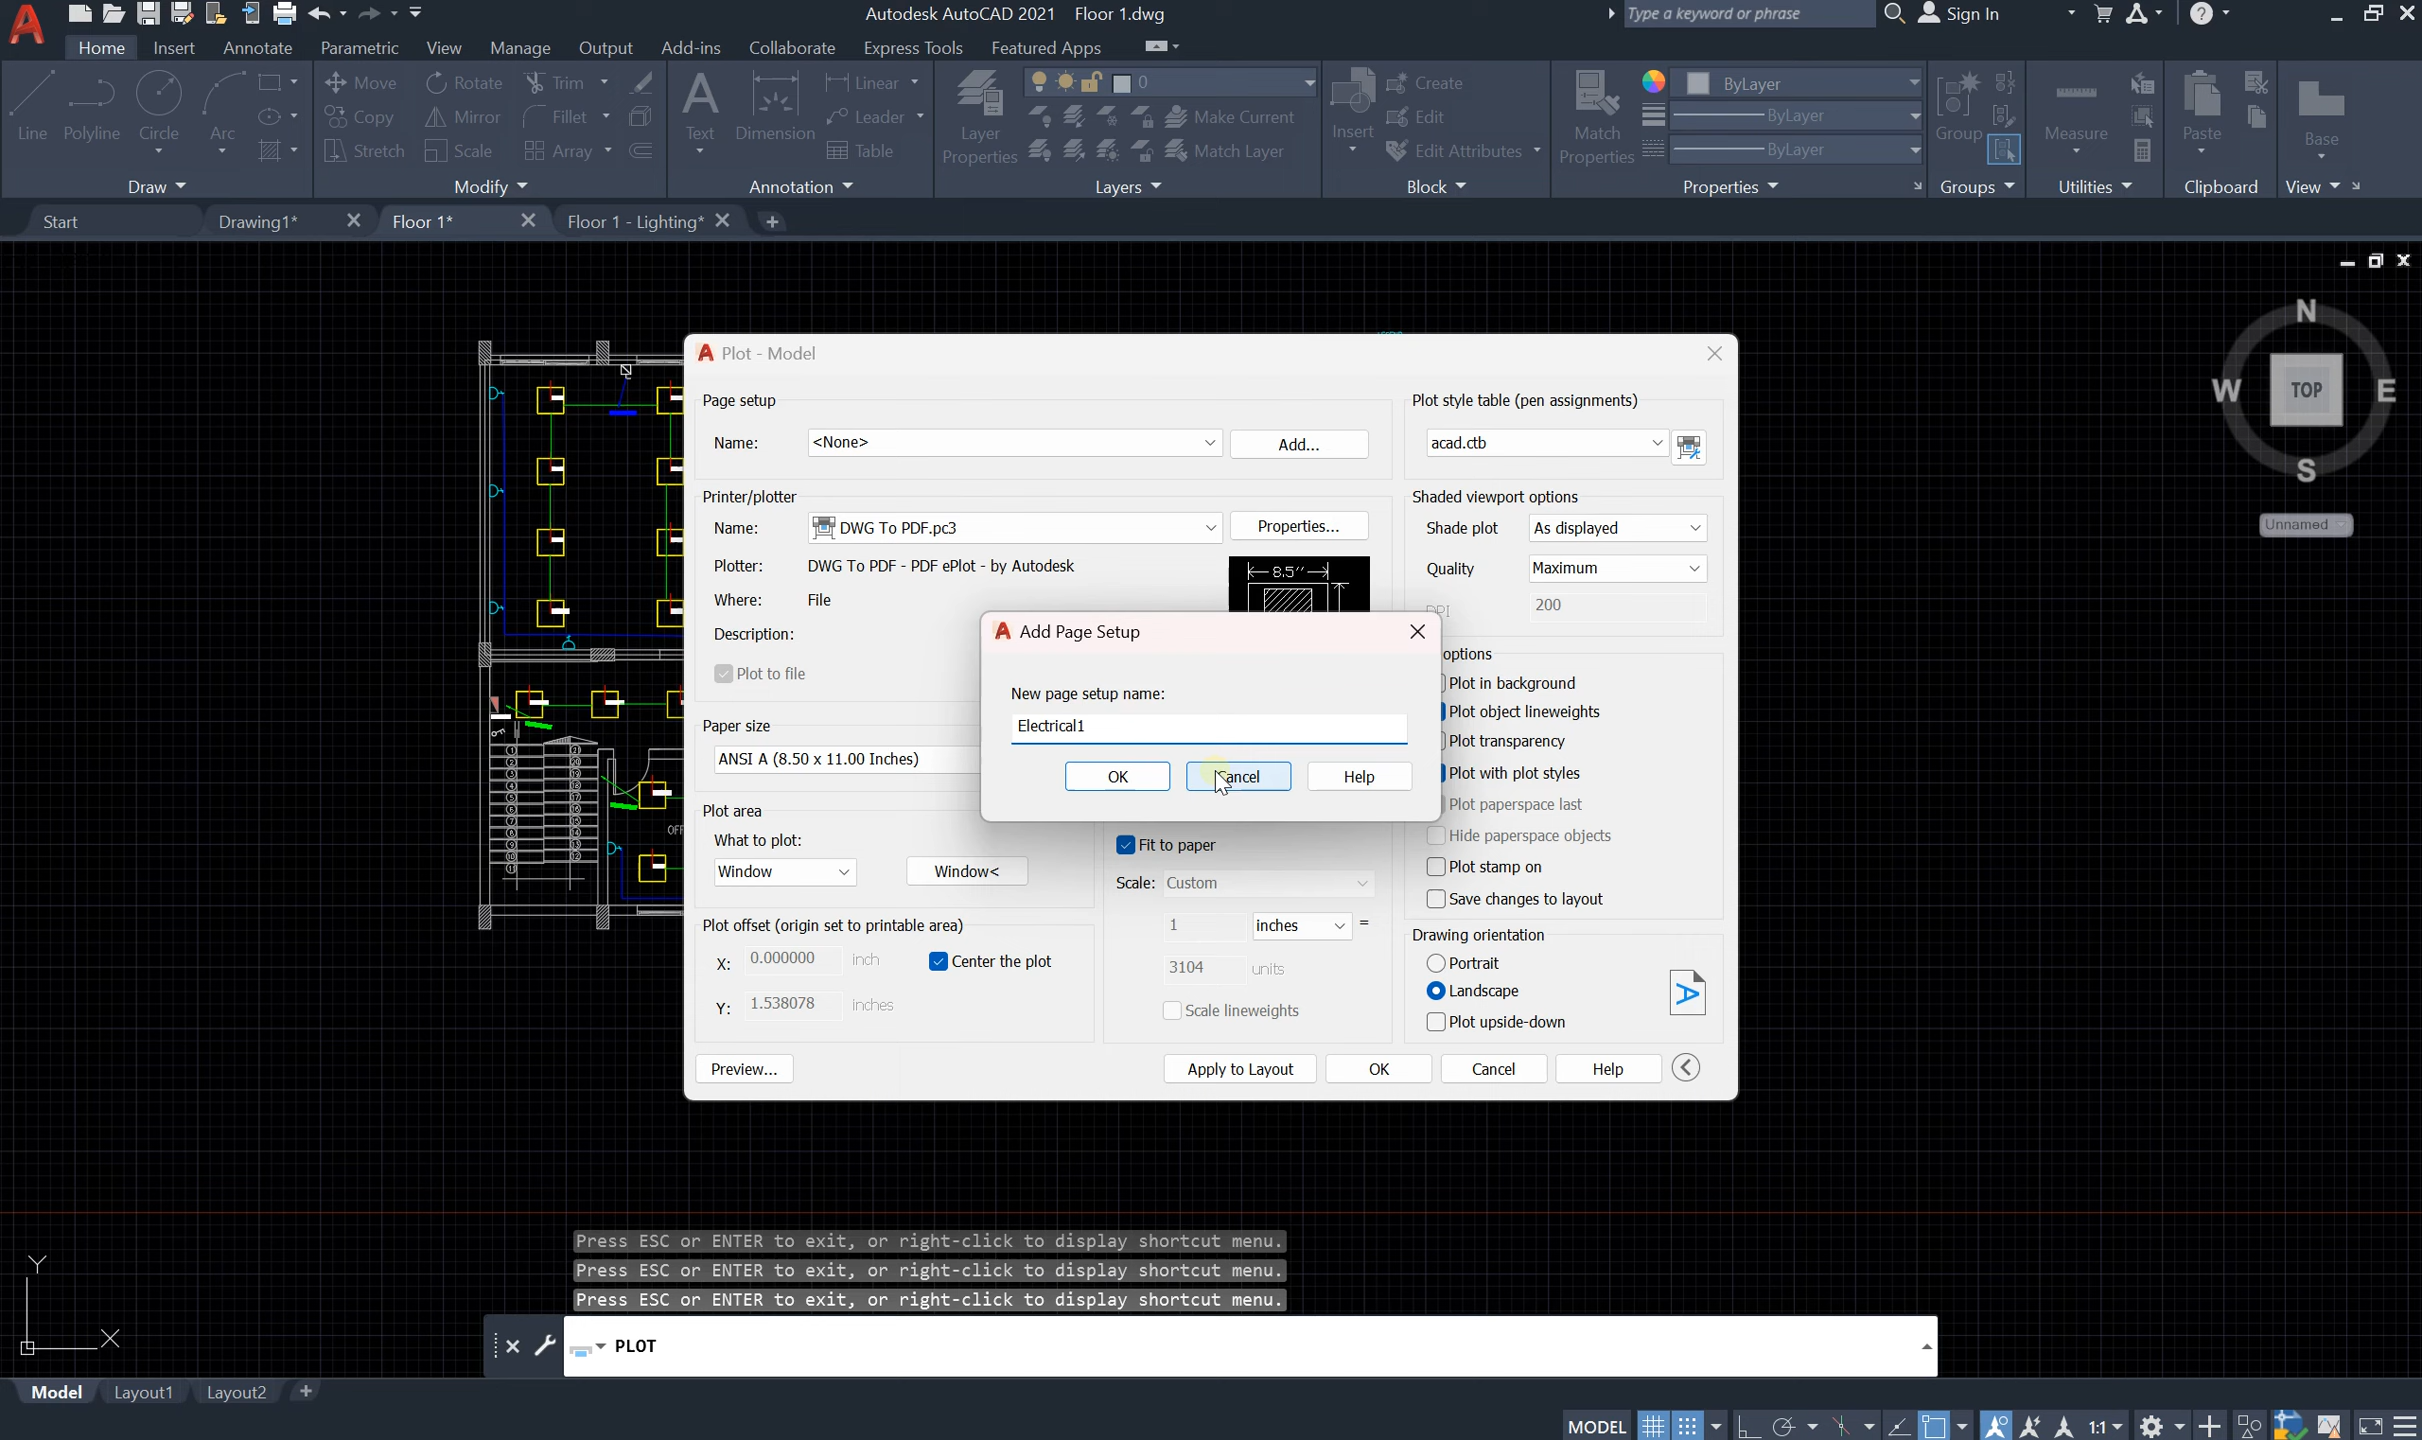 Autodesk AutoCAD 2021 Floor 1.dwg
Type a keyword or phrase
Sign In
Home Insert Annotate Parametric View Manage Output Add-ins Collaborate Express Tools Featured Apps
Line Polyline Circle Arc
Move Rotate Trim
Copy Mirror Fillet
Stretch Scale Array
Text Dimension
Linear
Leader
Table
Layer Properties
0
Make Current
Match Layer
Insert
Create
Edit
Edit Attributes
Match Properties
ByLayer
ByLayer
ByLayer
Group
Measure
Paste
Base
Draw Modify Annotation Layers Block Properties Groups Utilities Clipboard View
Start Drawing1* Floor 1* Floor 1 - Lighting*
N
W TOP E
S
Unnamed
Plot - Model
Page setup
Name: <None> Add...
Printer/plotter
Name: DWG To PDF.pc3 Properties...
Plotter: DWG To PDF - PDF ePlot - by Autodesk
Where: File
Description:
Plot to file
8.5''
Paper size
ANSI A (8.50 x 11.00 Inches)
Plot area
What to plot:
Window Window<
Plot offset (origin set to printable area)
X: 0.000000 inch Center the plot
Y: 1.538078 inches
Fit to paper
Scale: Custom
1 inches =
3104 units
Scale lineweights
Plot style table (pen assignments)
acad.ctb
Shaded viewport options
Shade plot As displayed
Quality Maximum
DPI 200
options
Plot in background
Plot object lineweights
Plot transparency
Plot with plot styles
Plot paperspace last
Hide paperspace objects
Plot stamp on
Save changes to layout
Drawing orientation
Portrait
Landscape
Plot upside-down
A
Preview... Apply to Layout OK Cancel Help
Add Page Setup
New page setup name:
Electrical1
OK Cancel Help
Press ESC or ENTER to exit, or right-click to display shortcut menu.
Press ESC or ENTER to exit, or right-click to display shortcut menu.
Press ESC or ENTER to exit, or right-click to display shortcut menu.
PLOT
Y
X
Model Layout1 Layout2
MODEL 1:1